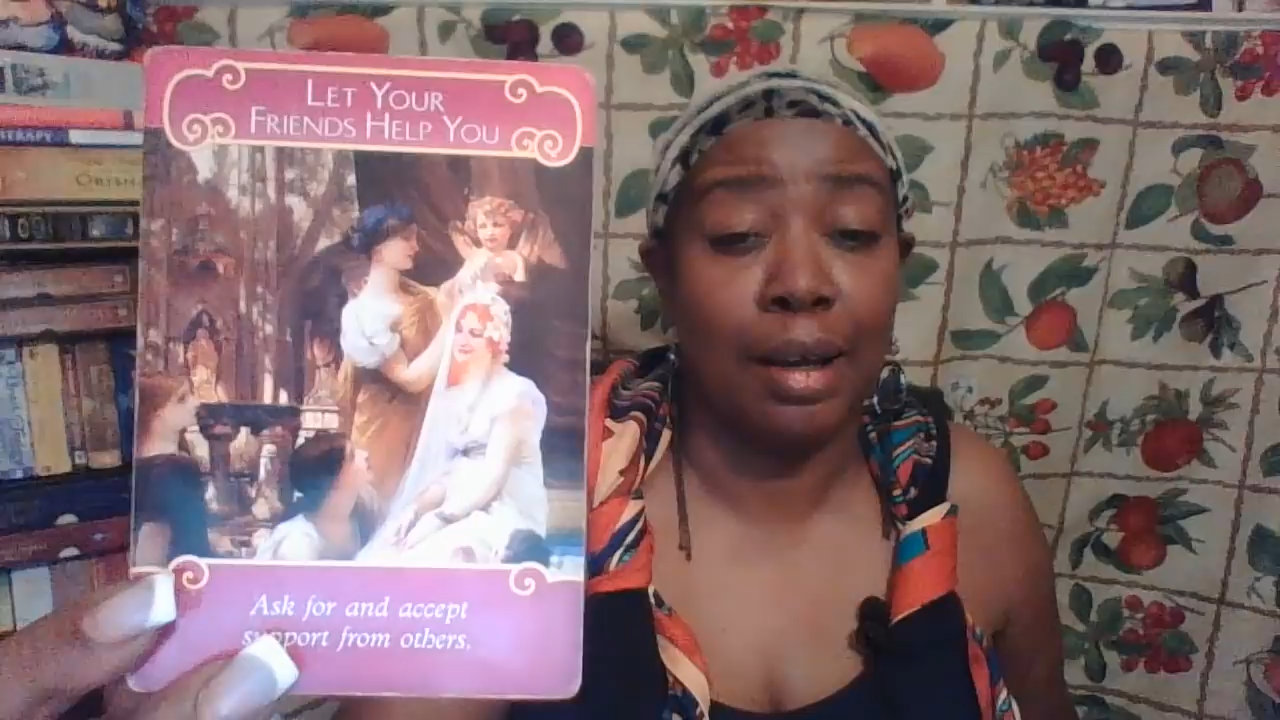 LET YOUR
FRIENDS HELP YOU
Ask for and accept
support from others.